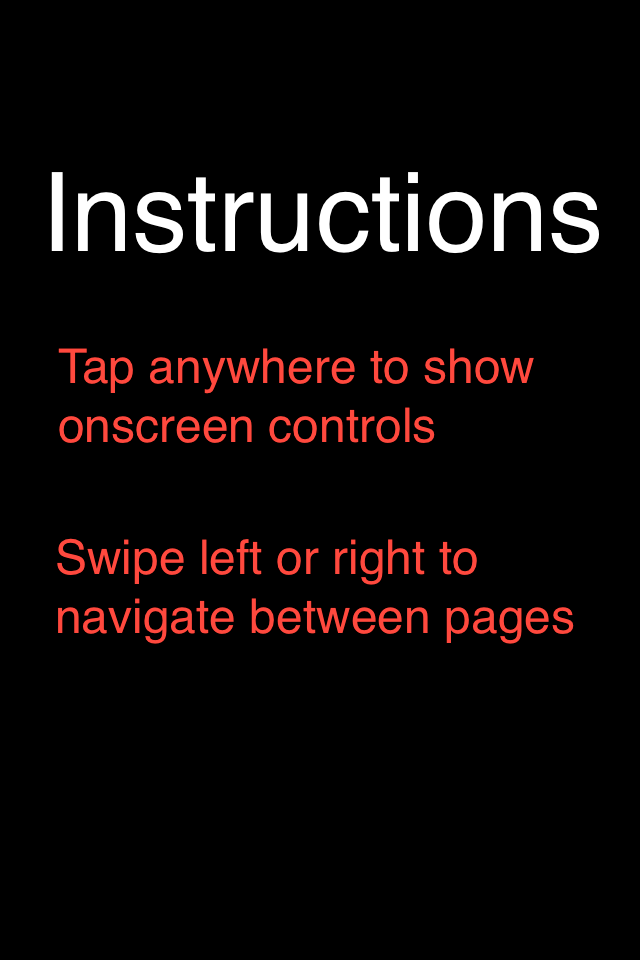 Instructions
Tap anywhere to show
onscreen controls
Swipe left or right to
navigate between pages